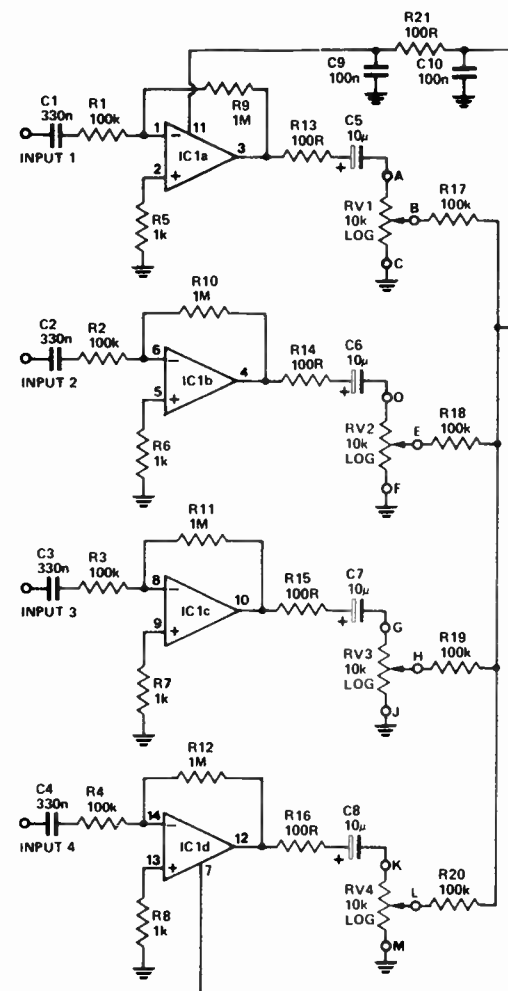 R21
100R
C9
100n
C10
100n
R9
1M
C1
330n
R1
100k
1
11
3
IC1a
2
INPUT 1
R13
100R
C5
10μ
+
A
R5
1k
RV1
10k
LOG
B
R17
100k
C
R10
1M
C2
330n
R2
100k
6
4
IC1b
5
INPUT 2
R14
100R
C6
10μ
+
O
R6
1k
RV2
10k
LOG
E
R18
100k
F
R11
1M
C3
330n
R3
100k
8
10
IC1c
9
INPUT 3
R15
100R
C7
10μ
+
G
R7
1k
RV3
10k
LOG
H
R19
100k
J
R12
1M
C4
330n
R4
100k
14
12
IC1d
13
7
INPUT 4
R16
100R
C8
10μ
+
K
R8
1k
RV4
10k
LOG
L
R20
100k
M